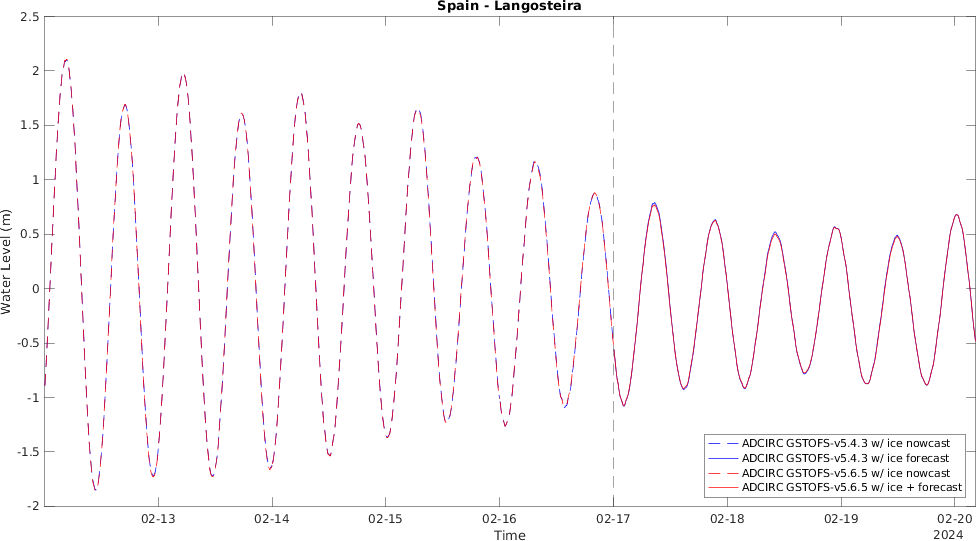 Spain - Langosteira
Water Level (m)
2.5
2
1.5
1
0.5
0
-0.5
-1
-1.5
-2
02-13 02-14 02-15 02-16 02-17 02-18 02-19 02-20
2024
Time
ADCIRC GSTOFS-v5.4.3 w/ ice nowcast
ADCIRC GSTOFS-v5.4.3 w/ ice forecast
ADCIRC GSTOFS-v5.6.5 w/ ice nowcast
ADCIRC GSTOFS-v5.6.5 w/ ice + forecast